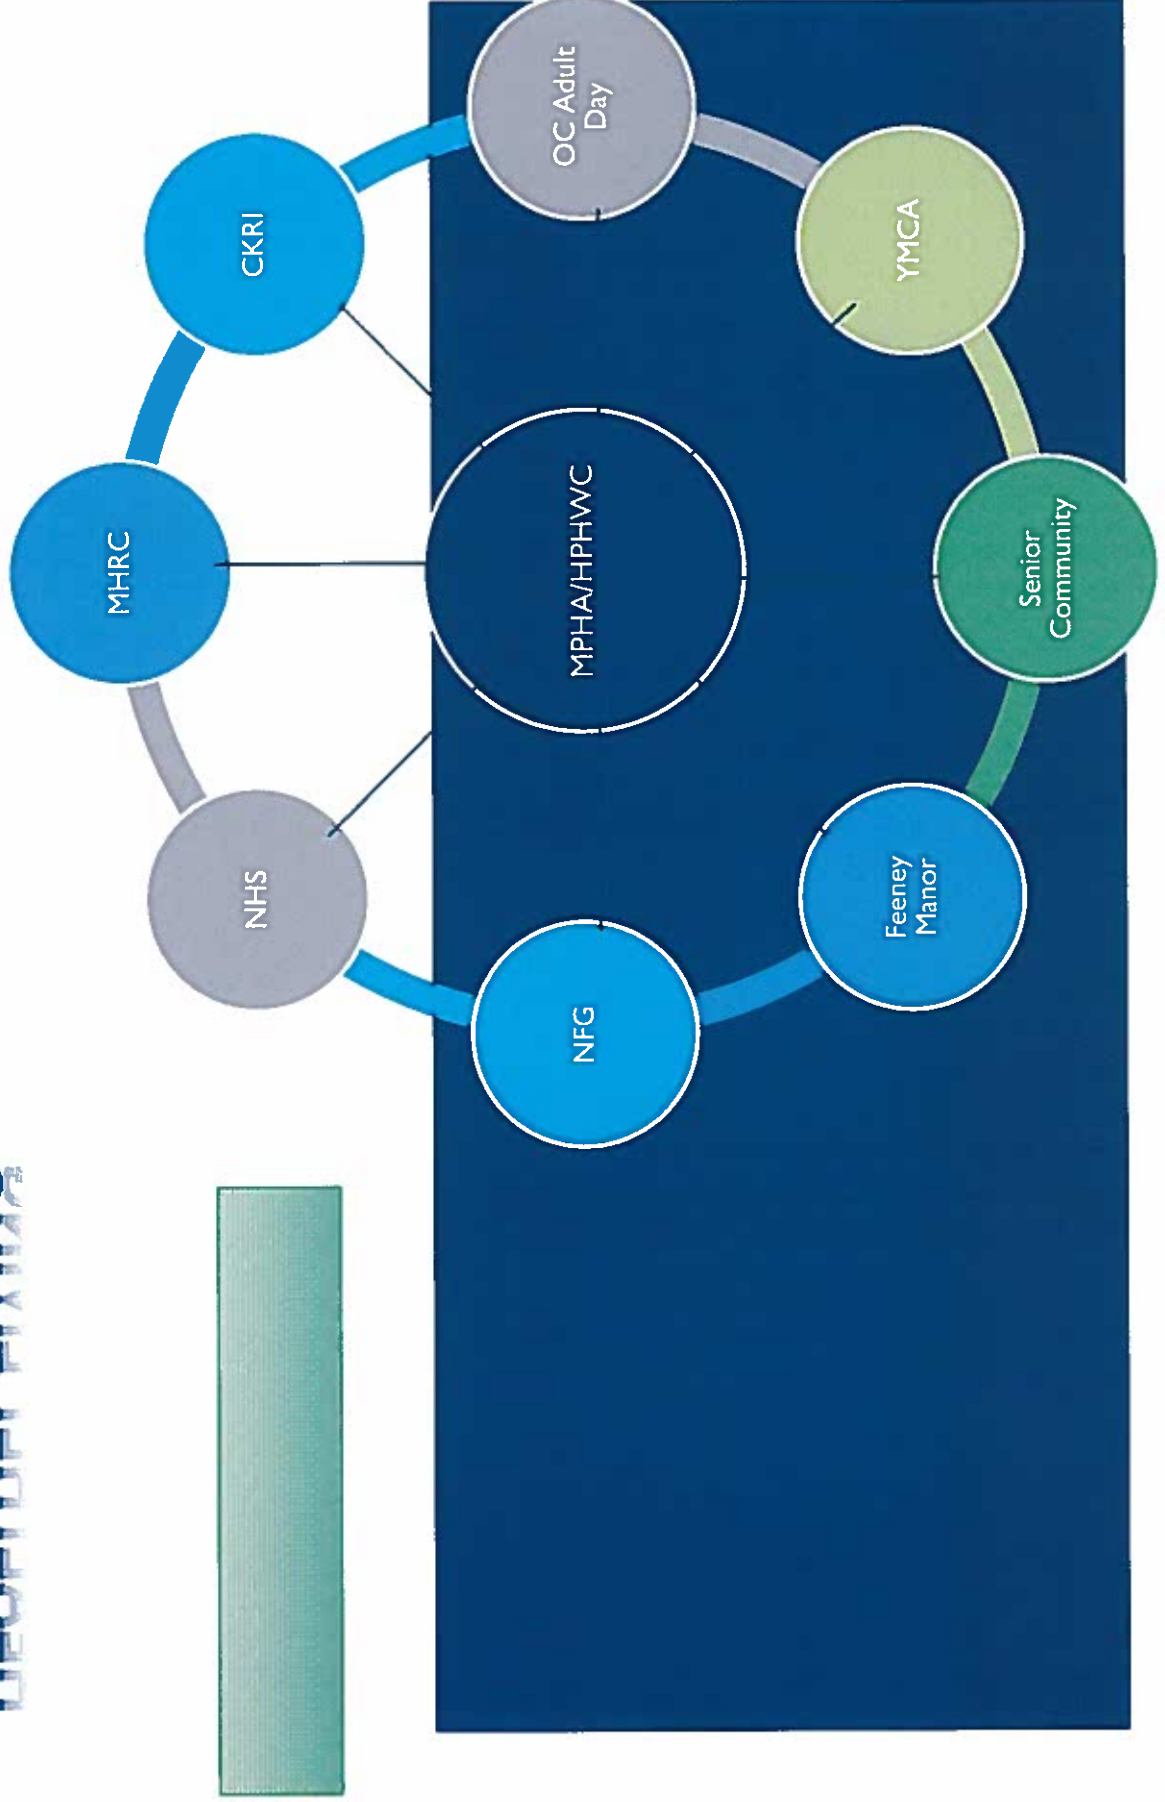 MPHA/HPHWC
OC Adult
Day
YMCA
Senior
Community
Feeney
Manor
NFG
NHS
MHRC
CKRI